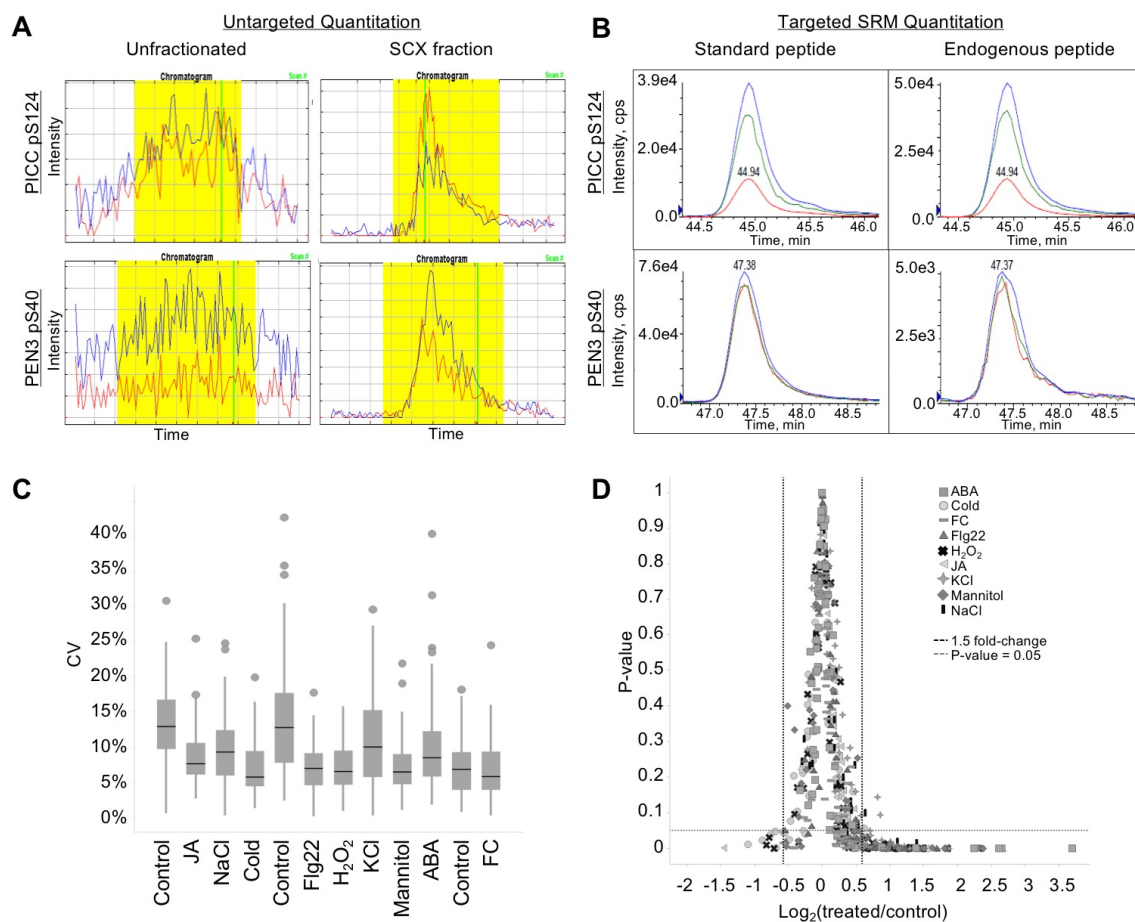 A
Untargeted Quantitation
Unfractionated
SCX fraction
PICC pS124
Intensity
Chromatogram
Scan #
Chromatogram
Scan #
PEN3 pS40
Intensity
Chromatogram
Scan #
Chromatogram
Scan #
Time
B
Targeted SRM Quantitation
Standard peptide
Endogenous peptide
PICC pS124
Intensity, cps
3.9e4
2.0e4
0.0
44.94
44.5 45.0 45.5 46.0
Time, min
5.0e4
2.5e4
0.0
44.94
44.5 45.0 45.5 46.0
Time, min
PEN3 pS40
Intensity, cps
7.6e4
4.0e4
0.0
47.38
47.0 47.5 48.0 48.5
Time, min
5.0e3
2.5e3
0.0
47.37
47.0 47.5 48.0 48.5
Time, min
C
CV
40%
35%
30%
25%
20%
15%
10%
5%
0%
Control JA NaCl Cold Control Flg22 H₂O₂ KCl Mannitol ABA Control FC
D
P-value
1
0.9
0.8
0.7
0.6
0.5
0.4
0.3
0.2
0.1
0
-2 -1.5 -1 -0.5 0 0.5 1 1.5 2 2.5 3 3.5
Log₂(treated/control)
ABA
Cold
FC
Flg22
H₂O₂
JA
KCl
Mannitol
NaCl
1.5 fold-change
P-value = 0.05